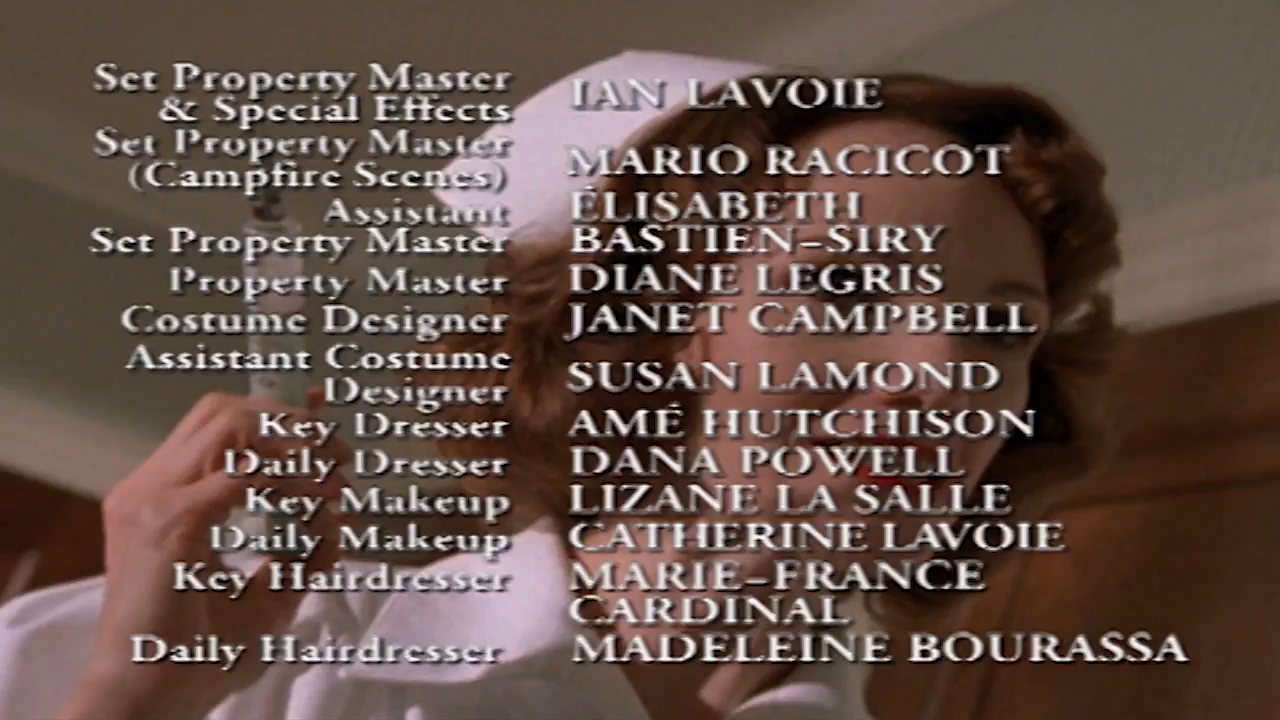 Set Property Master
& Special Effects IAN LAVOIE
Set Property Master
(Campfire Scenes) MARIO RACICOT
Assistant ÉLISABETH
Set Property Master BASTIEN-SIRY
Property Master DIANE LEGRIS
Costume Designer JANET CAMPBELL
Assistant Costume
Designer SUSAN LAMOND
Key Dresser AMÉ HUTCHISON
Daily Dresser DANA POWELL
Key Makeup LIZANE LA SALLE
Daily Makeup CATHERINE LAVOIE
Key Hairdresser MARIE-FRANCE
CARDINAL
Daily Hairdresser MADELEINE BOURASSA